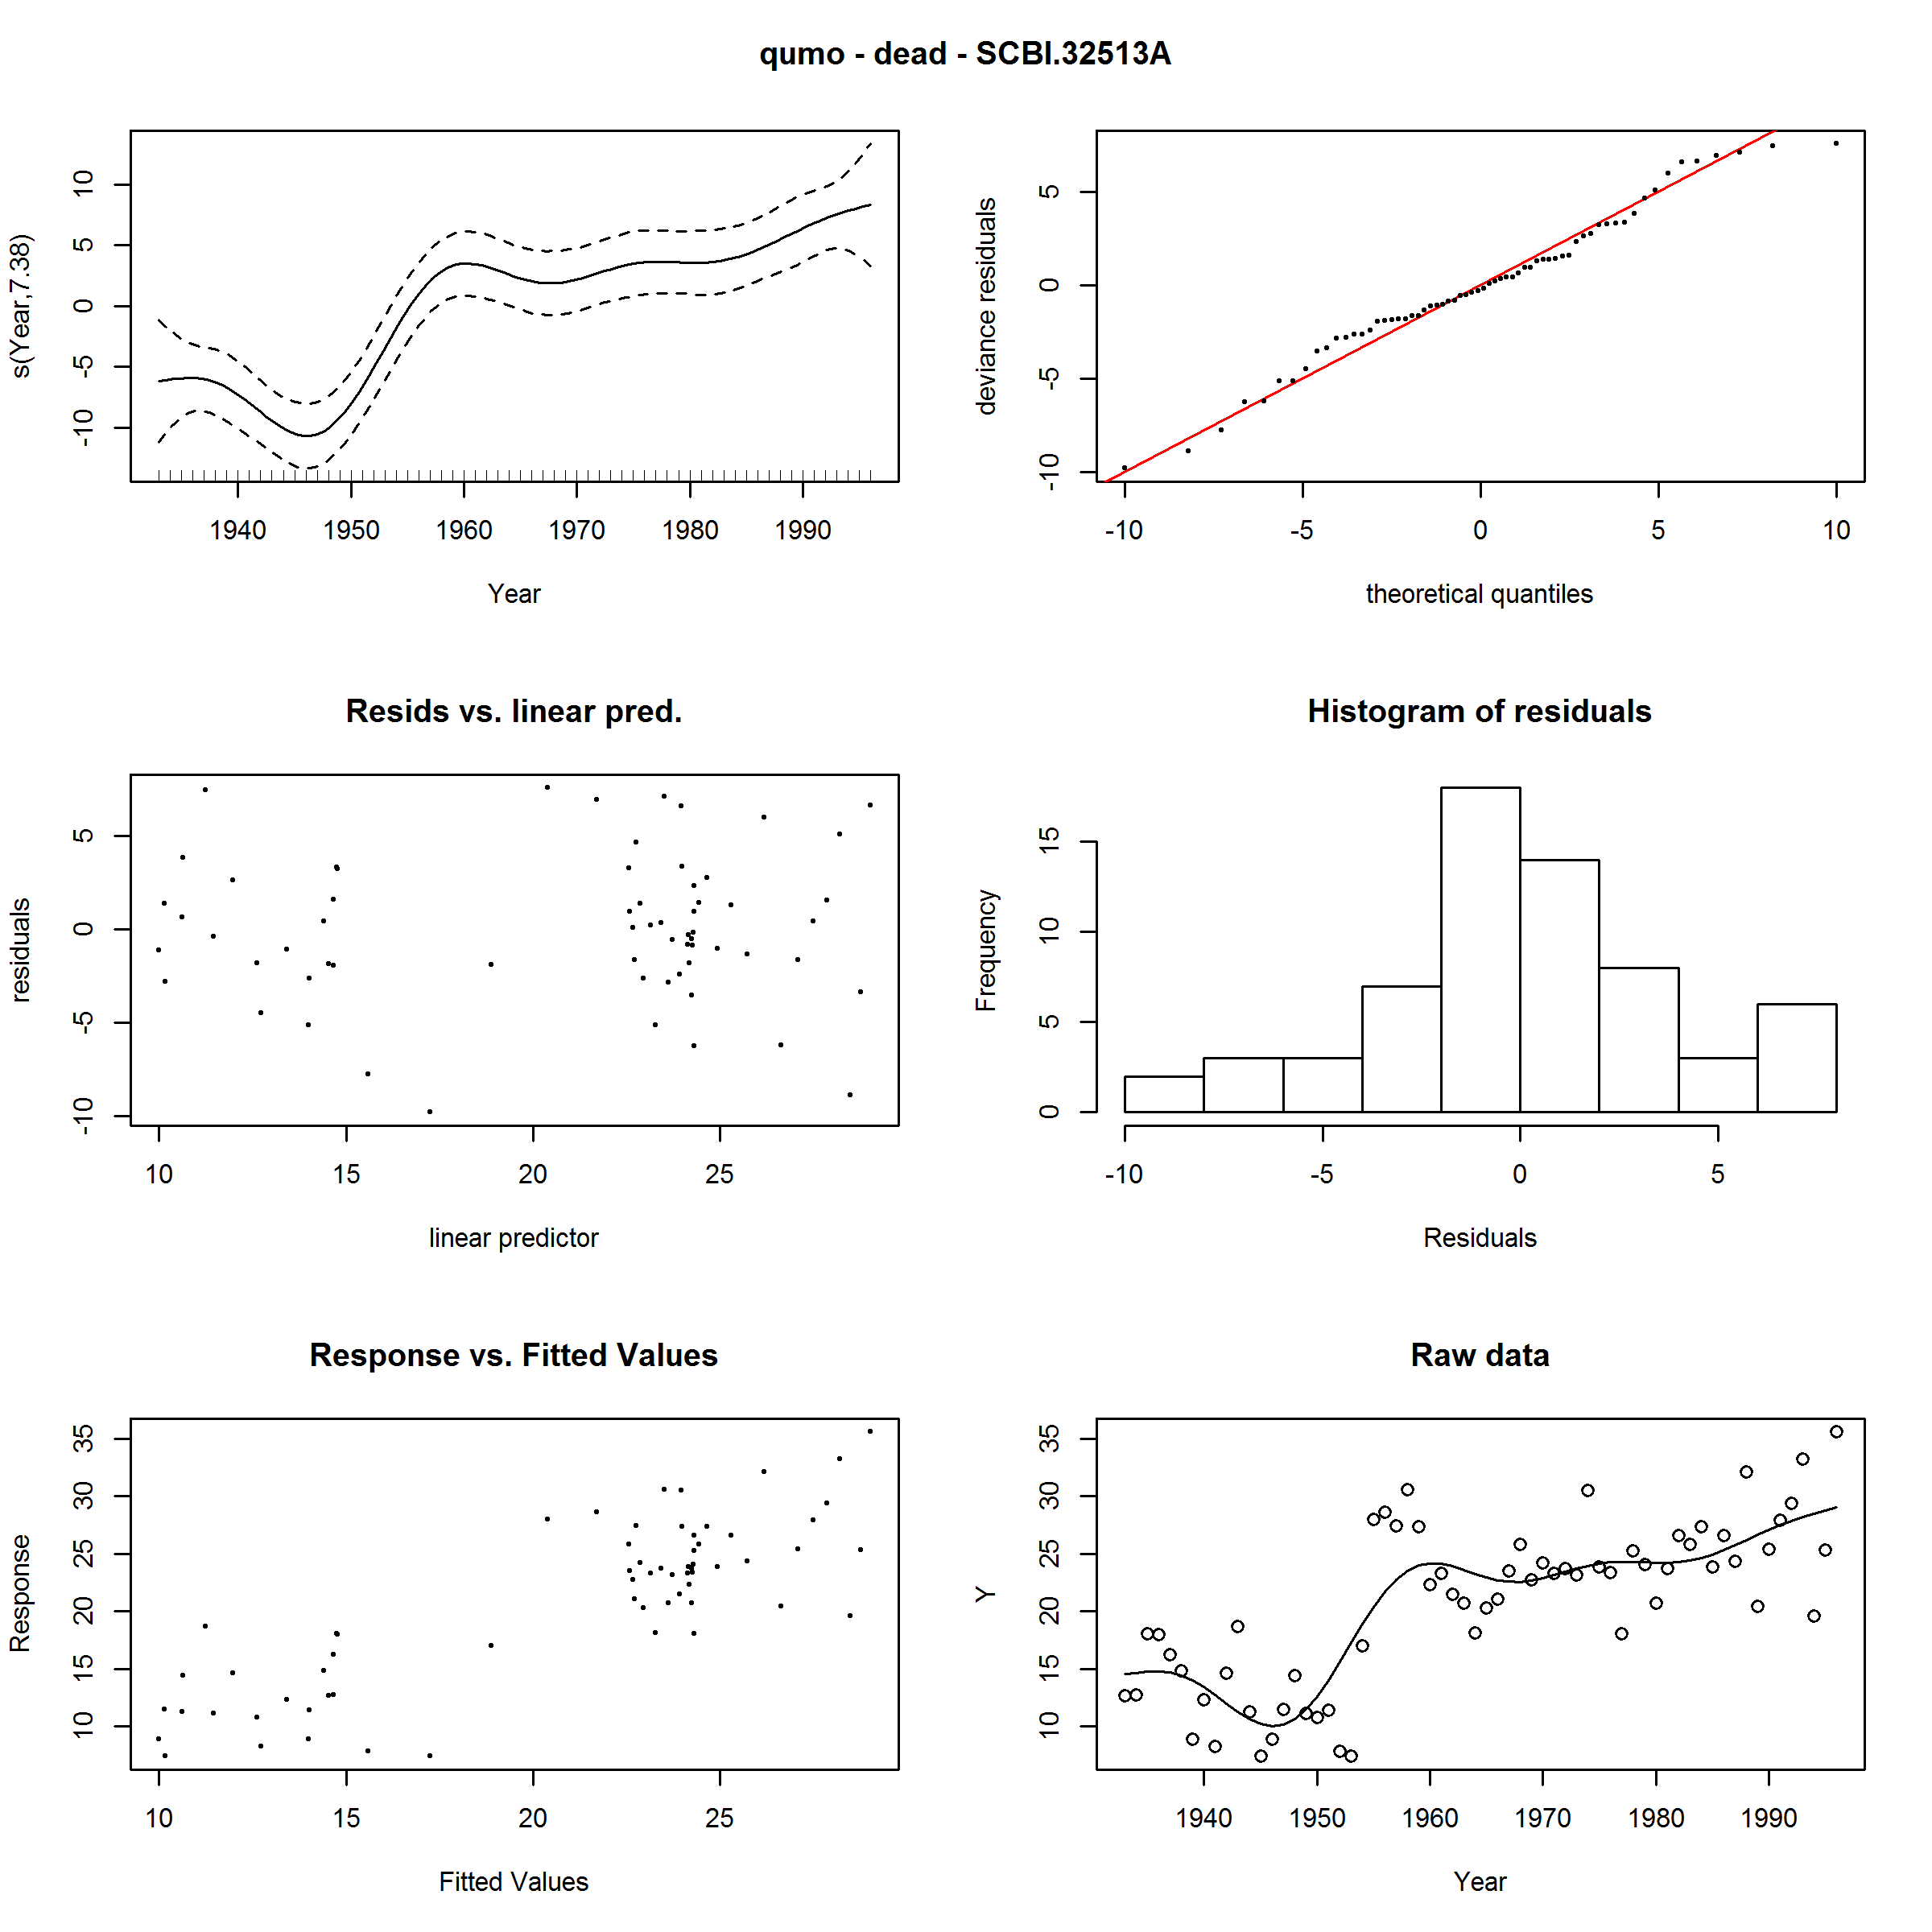 qumo - dead - SCBI.32513A
s(Year,7.38)
10
5
0
-5
-10
1940 1950 1960 1970 1980 1990
Year
deviance residuals
5
0
-5
-10
-10 -5 0 5 10
theoretical quantiles
Resids vs. linear pred.
residuals
5
0
-5
-10
10 15 20 25
linear predictor
Histogram of residuals
Frequency
15
10
5
0
-10 -5 0 5
Residuals
Response vs. Fitted Values
Response
35
30
25
20
15
10
10 15 20 25
Fitted Values
Raw data
Y
35
30
25
20
15
10
1940 1950 1960 1970 1980 1990
Year